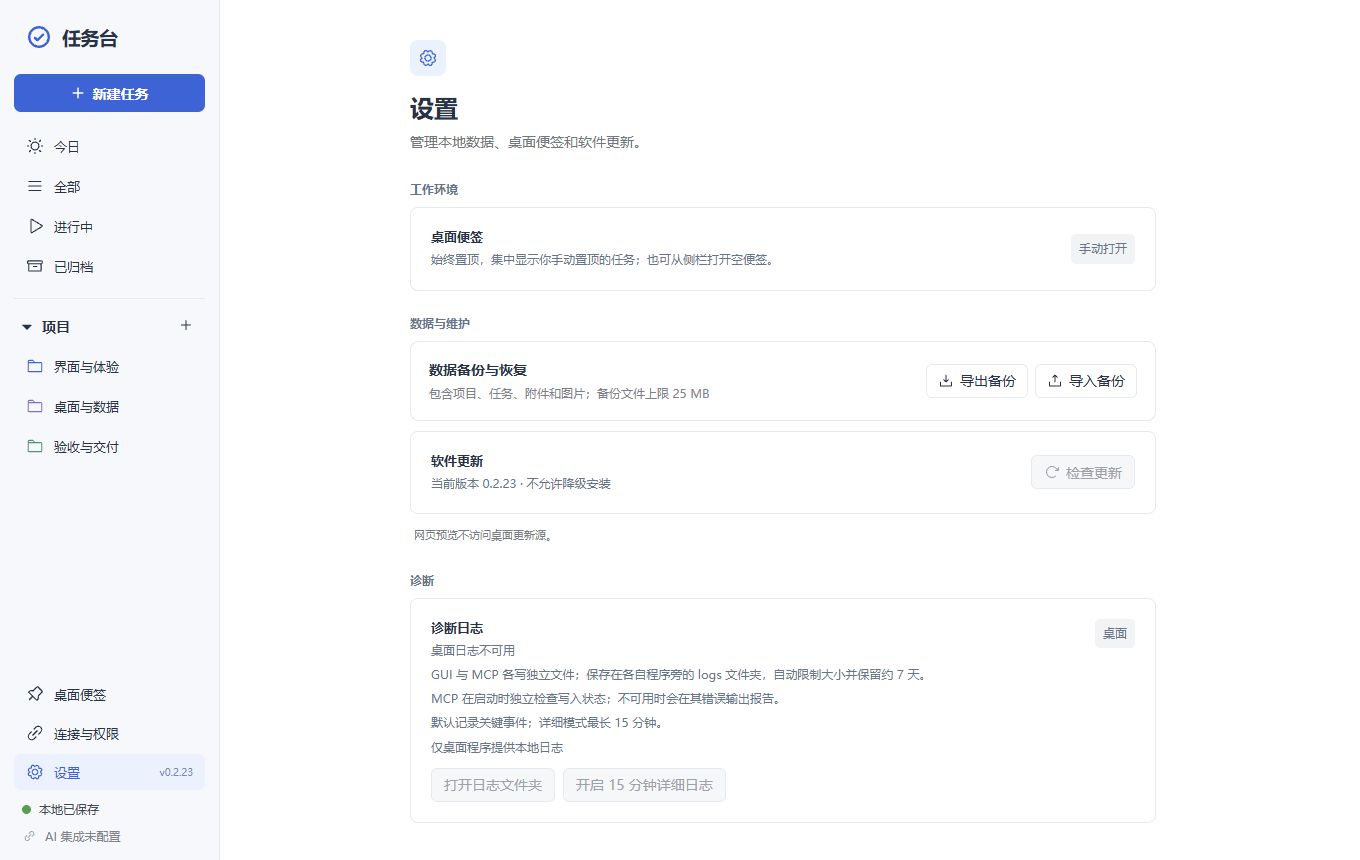 任务台
新建任务
今日
全部
进行中
已归档
项目
界面与体验
桌面与数据
验收与交付
桌面便签
连接与权限
设置 v0.2.23
本地已保存
AI 集成未配置
设置
管理本地数据、桌面便签和软件更新。
工作环境
桌面便签
始终置顶，集中显示你手动置顶的任务；也可从侧栏打开空便签。
手动打开
数据与维护
数据备份与恢复
包含项目、任务、附件和图片；备份文件上限 25 MB
导出备份
导入备份
软件更新
当前版本 0.2.23 · 不允许降级安装
检查更新
网页预览不访问桌面更新源。
诊断
诊断日志
桌面
桌面日志不可用
GUI 与 MCP 各写独立文件；保存在各自程序旁的 logs 文件夹，自动限制大小并保留约 7 天。
MCP 在启动时独立检查写入状态；不可用时会在其错误输出报告。
默认记录关键事件；详细模式最长 15 分钟。
仅桌面程序提供本地日志
打开日志文件夹
开启 15 分钟详细日志